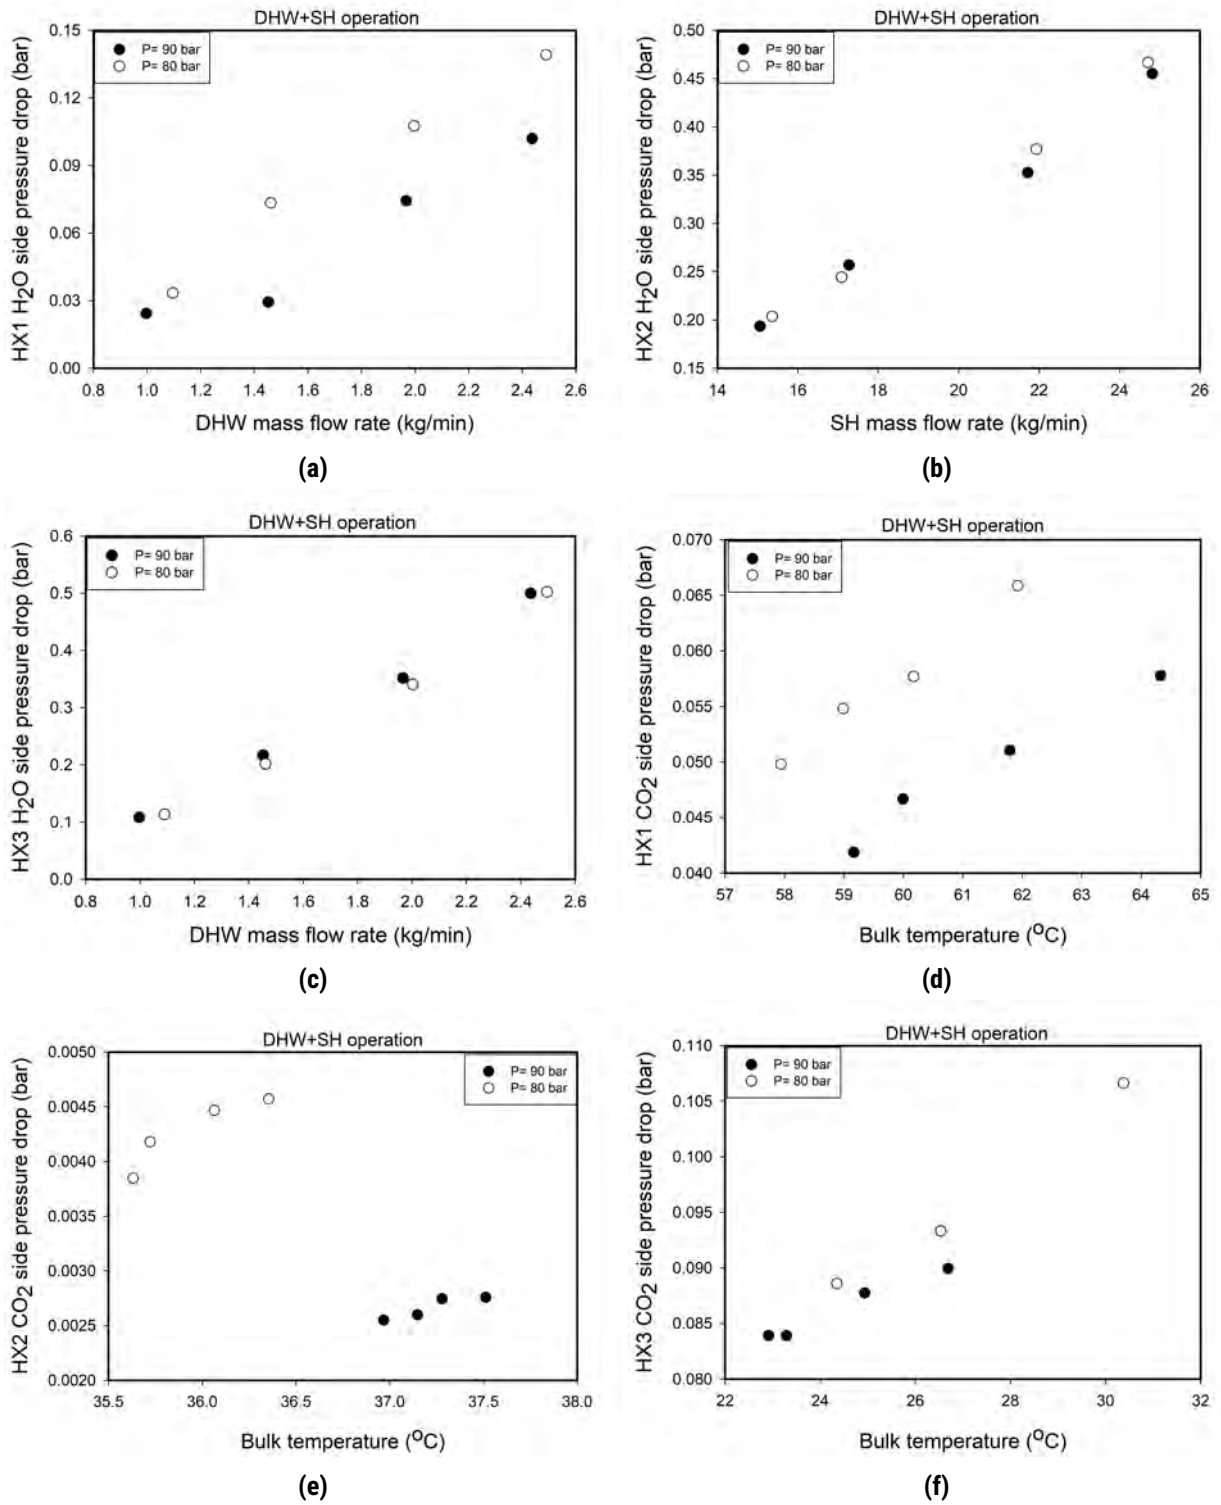 DHW+SH operation
P= 90 bar
P= 80 bar
HX1 H2O side pressure drop (bar)
0.15
0.12
0.09
0.06
0.03
0.00
0.8 1.0 1.2 1.4 1.6 1.8 2.0 2.2 2.4 2.6
DHW mass flow rate (kg/min)
(a)
DHW+SH operation
P= 90 bar
P= 80 bar
HX2 H2O side pressure drop (bar)
0.50
0.45
0.40
0.35
0.30
0.25
0.20
0.15
14 16 18 20 22 24 26
SH mass flow rate (kg/min)
(b)
DHW+SH operation
P= 90 bar
P= 80 bar
HX3 H2O side pressure drop (bar)
0.6
0.5
0.4
0.3
0.2
0.1
0.0
0.8 1.0 1.2 1.4 1.6 1.8 2.0 2.2 2.4 2.6
DHW mass flow rate (kg/min)
(c)
DHW+SH operation
P= 90 bar
P= 80 bar
HX1 CO2 side pressure drop (bar)
0.070
0.065
0.060
0.055
0.050
0.045
0.040
57 58 59 60 61 62 63 64 65
Bulk temperature (OC)
(d)
DHW+SH operation
P= 90 bar
P= 80 bar
HX2 CO2 side pressure drop (bar)
0.0050
0.0045
0.0040
0.0035
0.0030
0.0025
0.0020
35.5 36.0 36.5 37.0 37.5 38.0
Bulk temperature (OC)
(e)
DHW+SH operation
P= 90 bar
P= 80 bar
HX3 CO2 side pressure drop (bar)
0.110
0.105
0.100
0.095
0.090
0.085
0.080
22 24 26 28 30 32
Bulk temperature (OC)
(f)